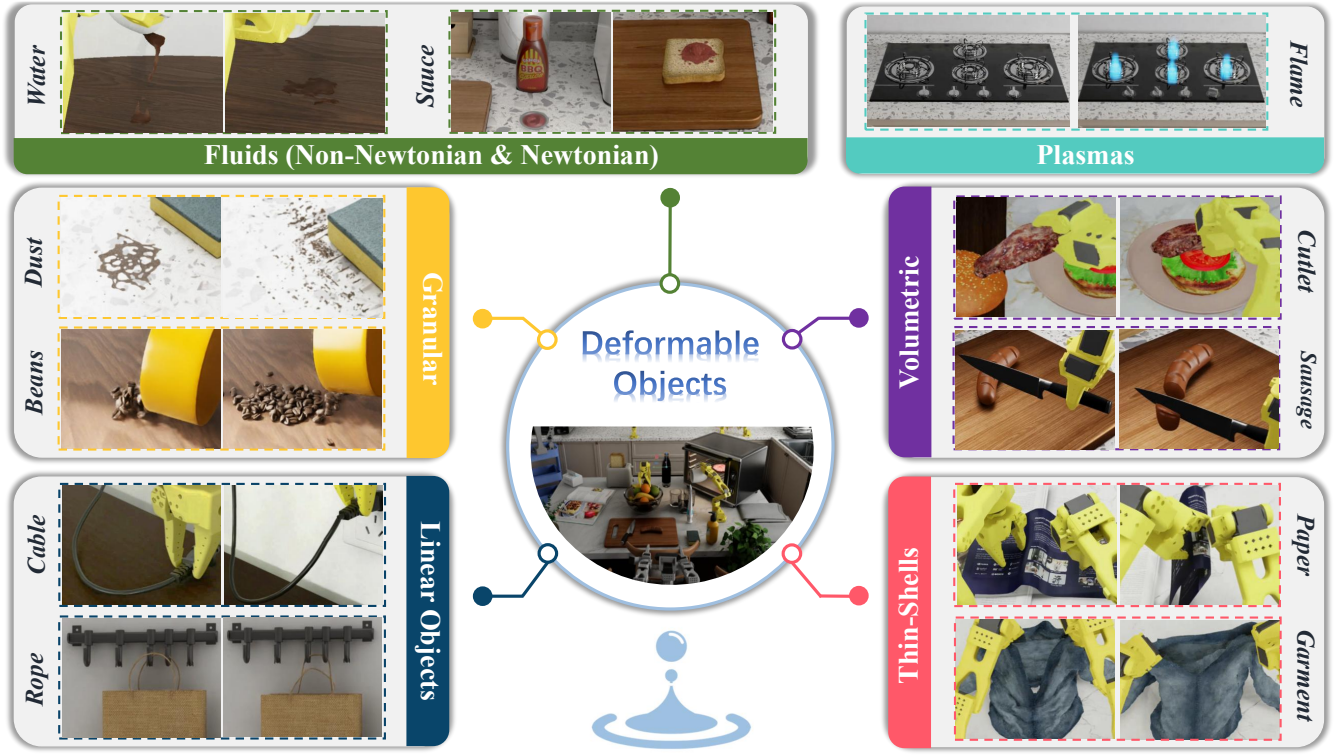 Water
Sauce
BBQ
Fluids (Non-Newtonian & Newtonian)
Flame
Plasmas
Dust
Beans
Granular
Deformable
Objects
Volumetric
Cutlet
Sausage
Cable
Rope
Linear Objects
Thin-Shells
Paper
Garment